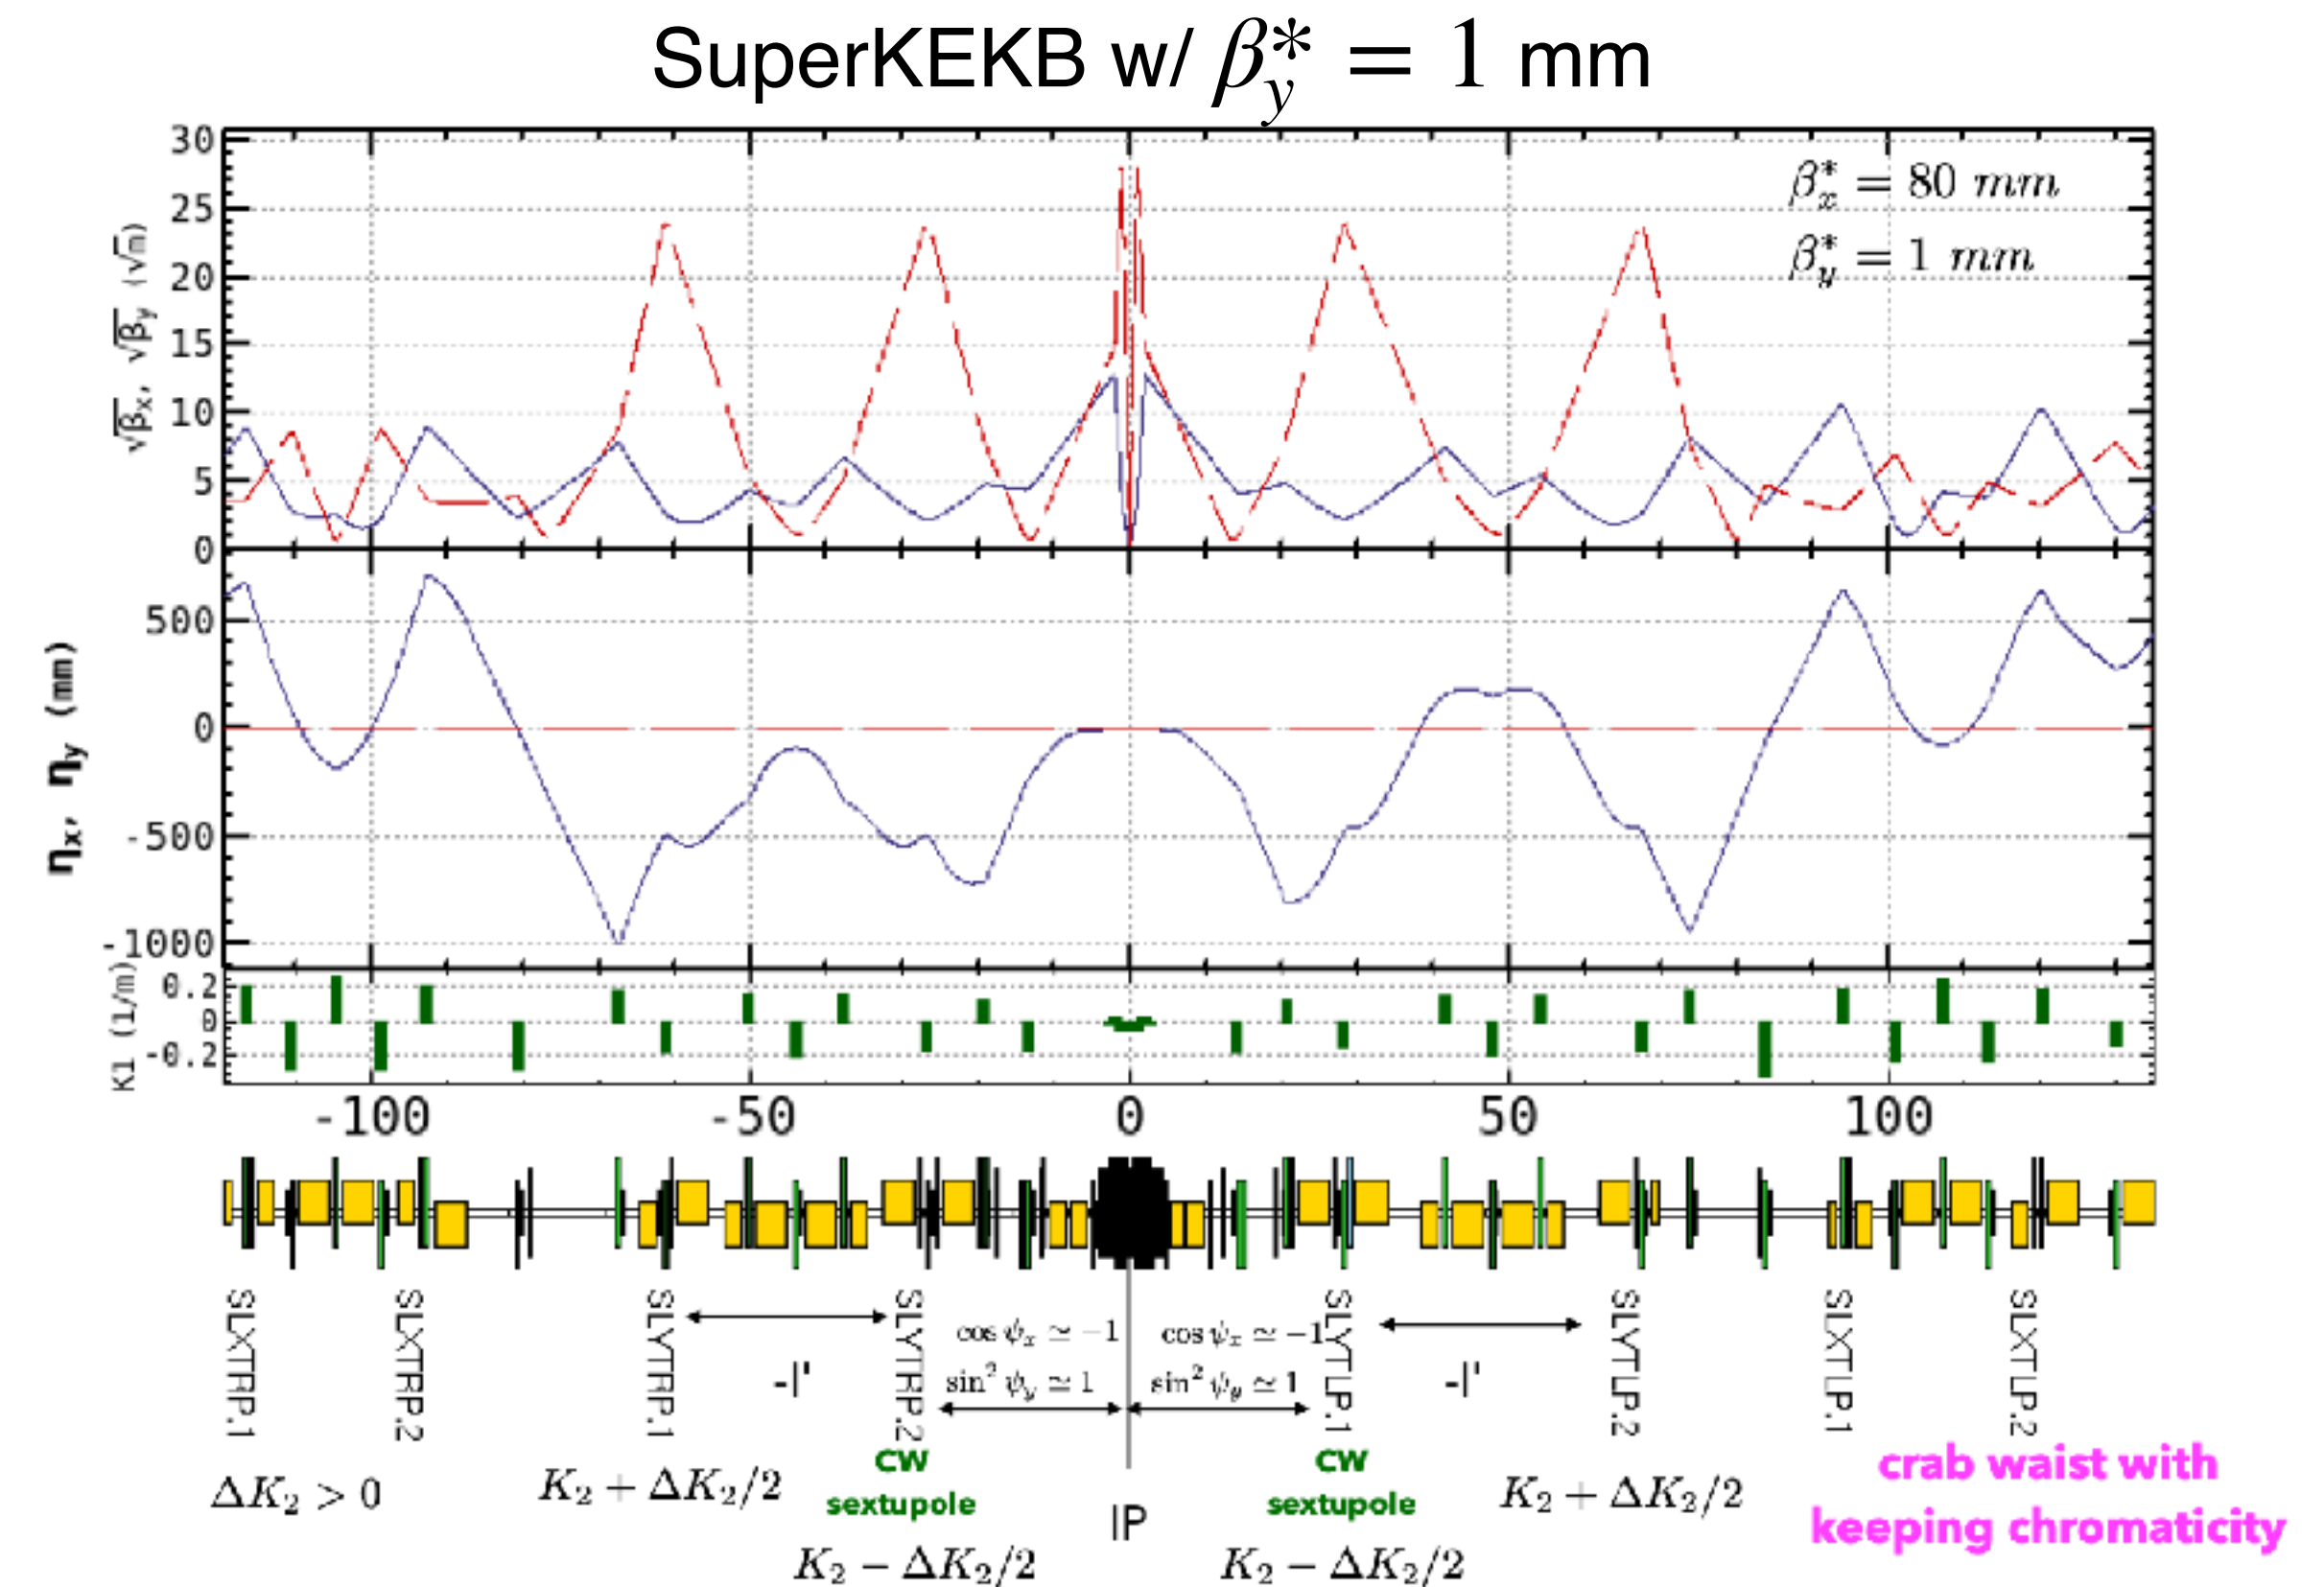 SuperKEKB w/ β*y = 1 mm
30
25
20
15
10
5
0
√βx, √βy (√m)
β*x = 80 mm
β*y = 1 mm
500
0
-500
-1000
ηx, ηy (mm)
0.2
0
-0.2
K1 (1/m)
-100 -50 0 50 100
SLXTRP.1
SLXTRP.2
SLYTRP.1
-I'
SLYTRP.2
cos ψx ≃ −1
sin² ψy ≃ 1
cos ψx ≃ −1
sin² ψy ≃ 1
SLYTLP.1
-I'
SLYTLP.2
SLXTLP.1
SLXTLP.2
ΔK2 > 0
K2 + ΔK2/2
CW
sextupole
K2 − ΔK2/2
IP
CW
sextupole
K2 − ΔK2/2
K2 + ΔK2/2
crab waist with
keeping chromaticity